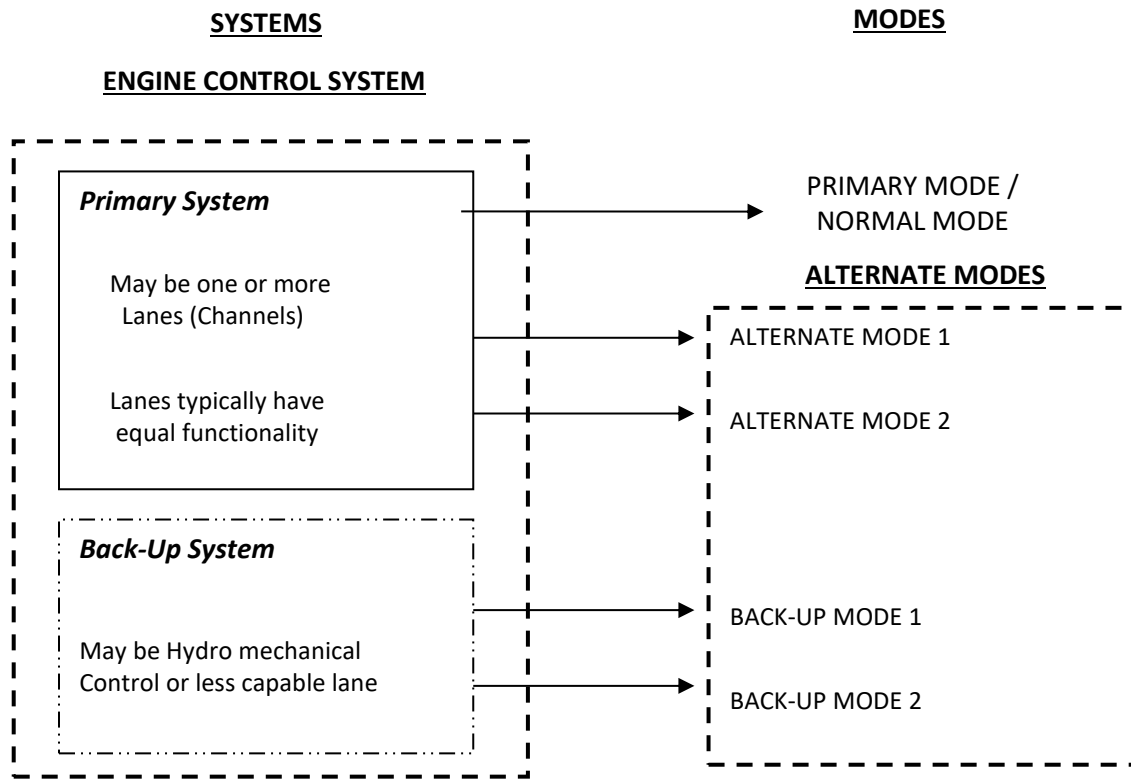 SYSTEMS
ENGINE CONTROL SYSTEM
Primary System
May be one or more
Lanes (Channels)
Lanes typically have
equal functionality
Back-Up System
May be Hydro mechanical
Control or less capable lane
MODES
PRIMARY MODE /
NORMAL MODE
ALTERNATE MODES
ALTERNATE MODE 1
ALTERNATE MODE 2
BACK-UP MODE 1
BACK-UP MODE 2